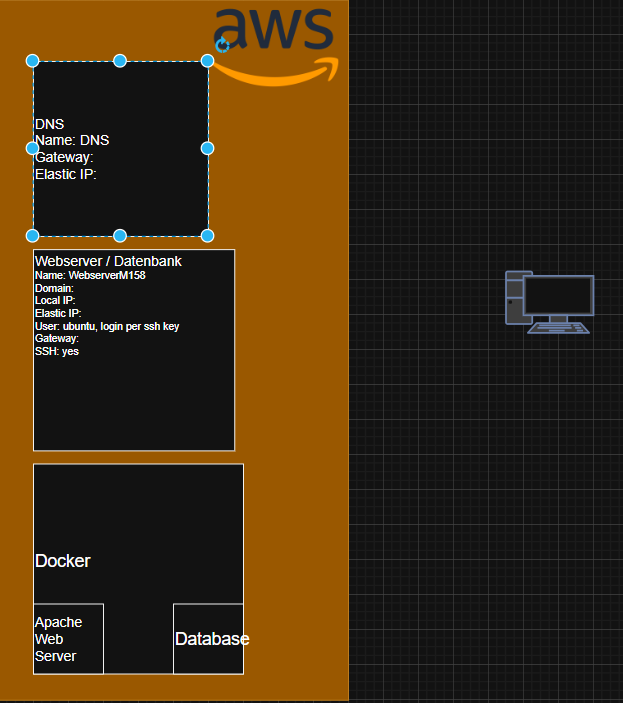 aws
DNS
Name: DNS
Gateway:
Elastic IP:
Webserver / Datenbank
Name: WebserverM158
Domain:
Local IP:
Elastic IP:
User: ubuntu, login per ssh key
Gateway:
SSH: yes
Docker
Apache
Web
Server
Database